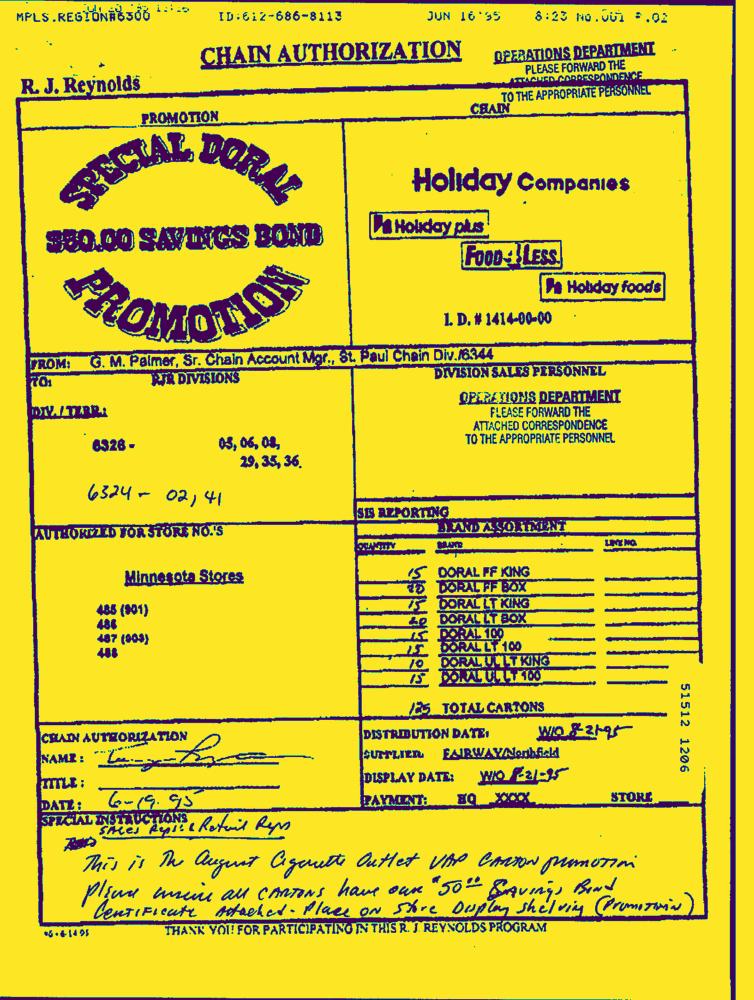 MPLS.REGION#6300 ID:612-686-8113 JUN 16'95 8:23 No.001 P.02
CHAIN AUTHORIZATION
OPERATIONS DEPARTMENT
PLEASE FORWARD THE
ATTACHED CORRESPONDENCE
TO THE APPROPRIATE PERSONNEL
R. J. Reynolds
PROMOTION
CHAIN
SPECIAL DORAL
$50.00 SAVINGS BOND
PROMOTION
Holiday Companies
Holiday plus
FOOD 4 LESS
Holiday foods
I. D. # 1414-00-00
FROM: G. M. Palmer, Sr. Chain Account Mgr., St. Paul Chain Div./6344
TO: RJR DIVISIONS
DIVISION SALES PERSONNEL
DIV. / TERR.:
OPERATIONS DEPARTMENT
PLEASE FORWARD THE
ATTACHED CORRESPONDENCE
TO THE APPROPRIATE PERSONNEL
6328 - 05, 06, 08,
29, 35, 36,
6324 - 02, 41
SIS REPORTING
AUTHORIZED FOR STORE NO.'S
BRAND ASSORTMENT
QUANTITY BRAND LINE NO.
Minnesota Stores
485 (901)
486
487 (903)
488
15 DORAL FF KING
20 DORAL FF BOX
15 DORAL LT KING
20 DORAL LT BOX
15 DORAL 100
15 DORAL LT 100
10 DORAL UL LT KING
15 DORAL UL LT 100
125 TOTAL CARTONS
51512 1206
CHAIN AUTHORIZATION
NAME:
TITLE:
DATE: 6-19-95
DISTRIBUTION DATE: W/O 8-21-95
SUPPLIER: FAIRWAY/Northfield
DISPLAY DATE: W/O 8-21-95
PAYMENT: HQ XXXX STORE
SPECIAL INSTRUCTIONS
Sales Reps & Retail Reps
This is The August Cigarette Outlet VAP Carton promotion
Please ensure all CARTONS have our $50.00 Savings Bond
Certificate Attached - Place on Store Display shelving (Promotion)
THANK YOU FOR PARTICIPATING IN THIS R. J REYNOLDS PROGRAM